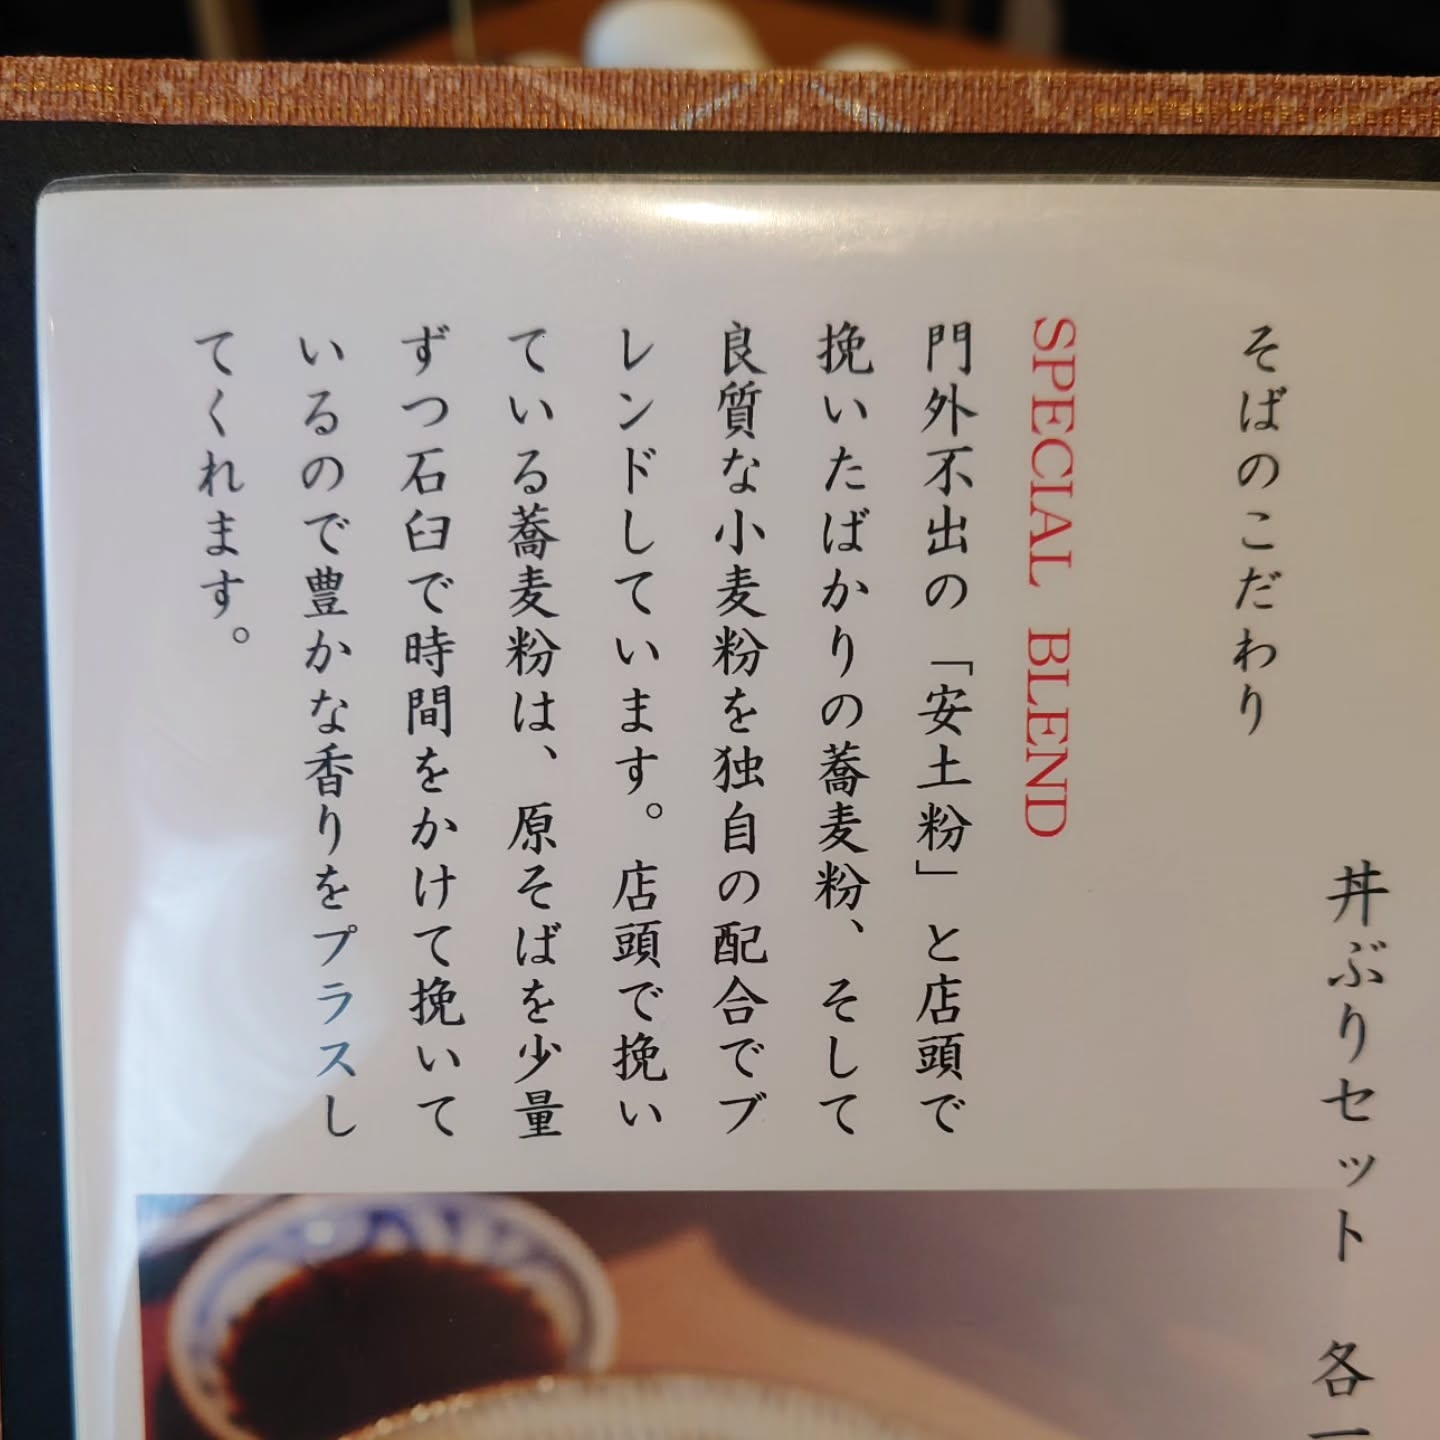 丼ぶりセット 各一
そばのこだわり
SPECIAL BLEND
門外不出の「安土粉」と店頭で
挽いたばかりの蕎麦粉、そして
良質な小麦粉を独自の配合でブ
レンドしています。店頭で挽い
ている蕎麦粉は、原そばを少量
ずつ石臼で時間をかけて挽いて
いるので豊かな香りをプラスし
てくれます。